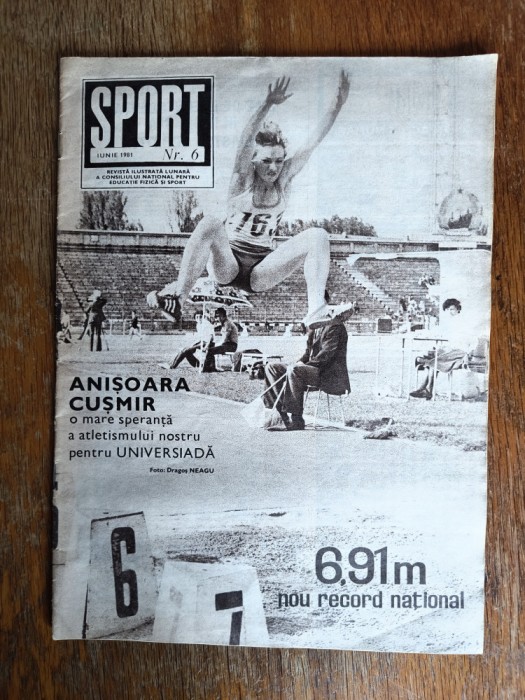 SPORT
IUNIE 1981 Nr. 6
REVISTĂ ILUSTRATĂ LUNARĂ
A CONSILIULUI NAȚIONAL PENTRU
EDUCAȚIE FIZICĂ ȘI SPORT
ANIȘOARA
CUȘMIR
o mare speranță
a atletismului nostru
pentru UNIVERSIADĂ
Foto: Dragoș NEAGU
6
7
6,91m
nou record național